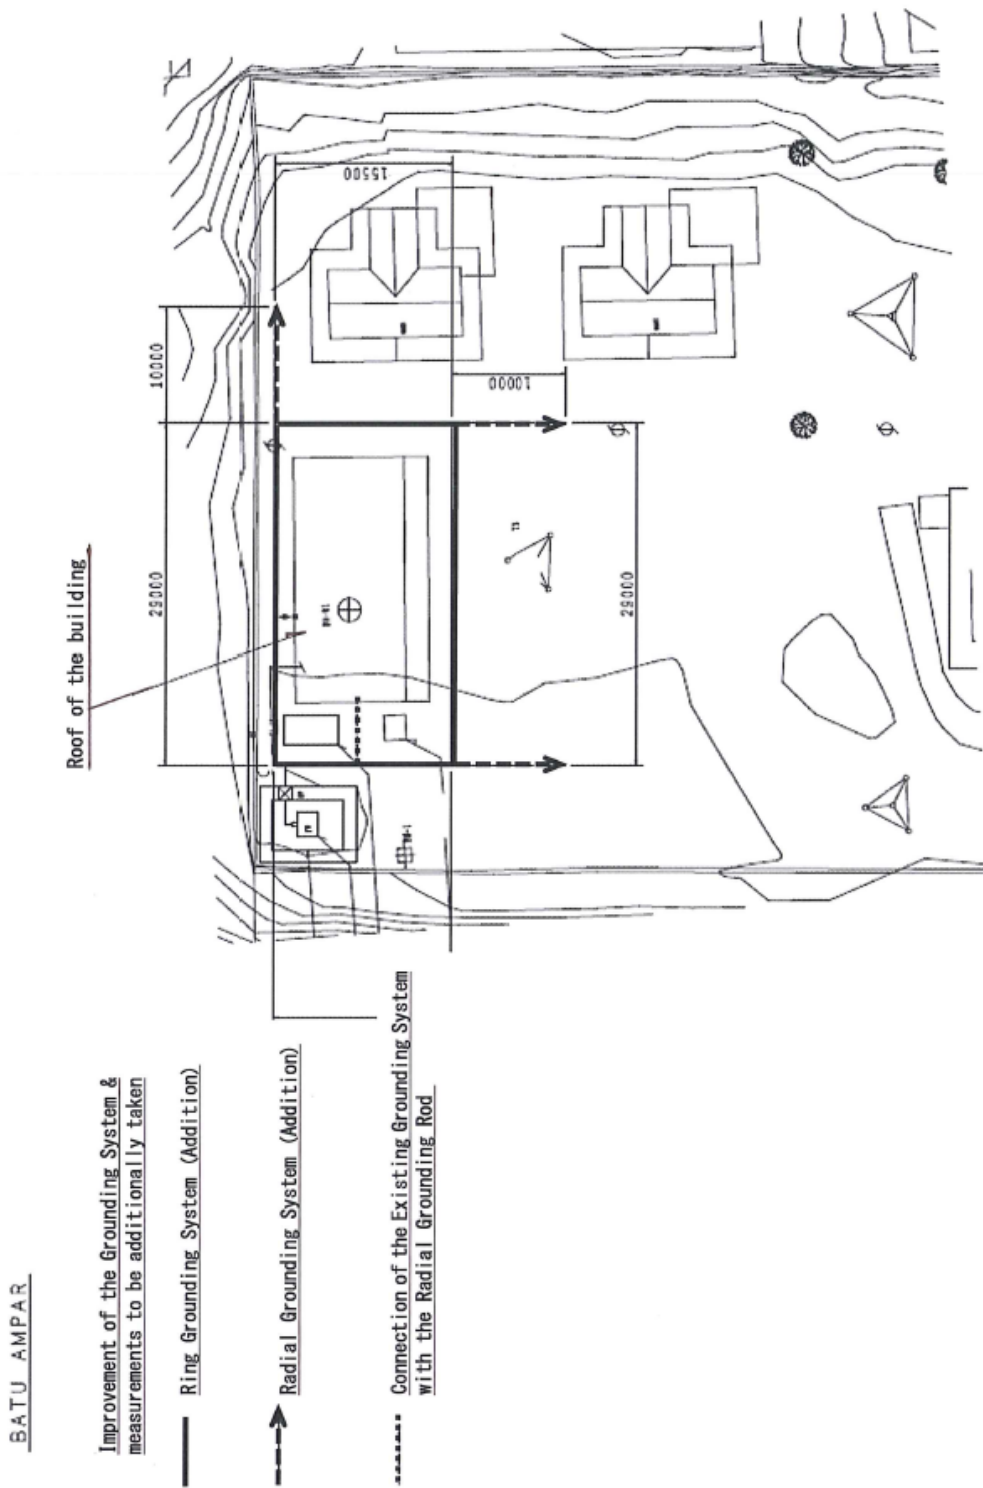 BATU AMPAR
Improvement of the Grounding System &
measurements to be additionally taken
Ring Grounding System (Addition)
Radial Grounding System (Addition)
Connection of the Existing Grounding System
with the Radial Grounding Rod
Roof of the building
10000
29000
15500
10000
29000